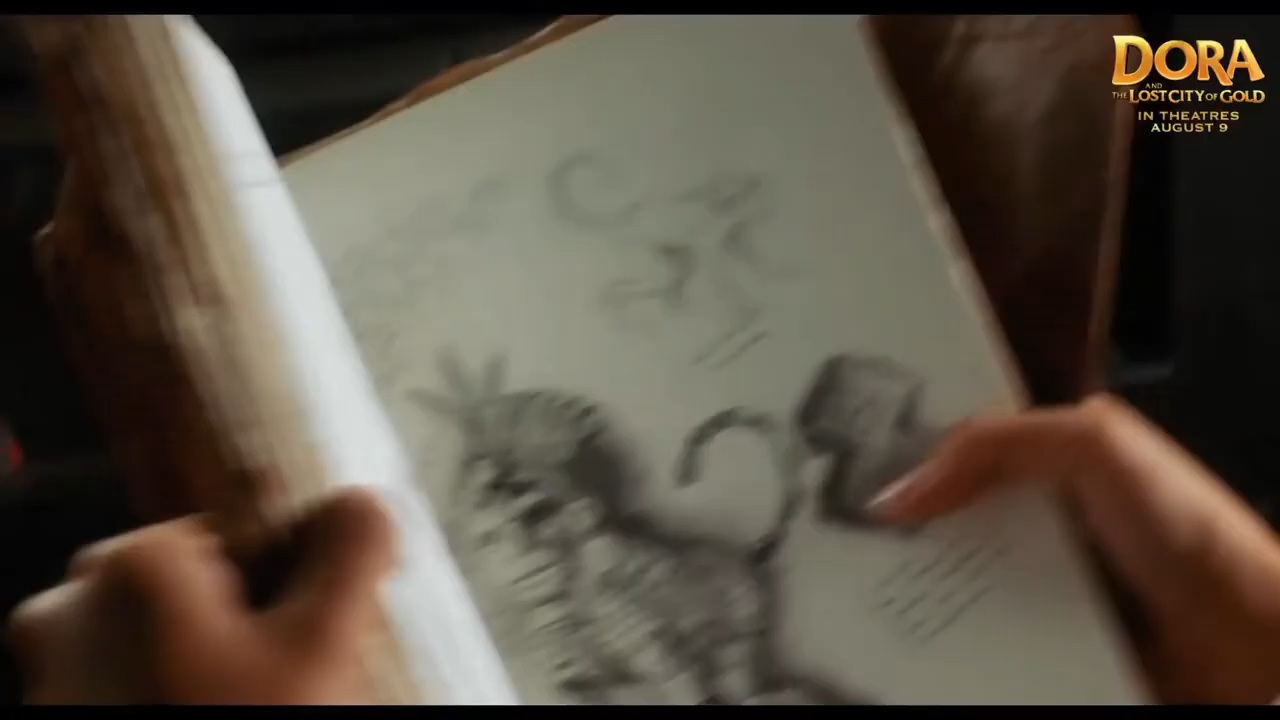 DORA
AND
THE LOST CITY OF GOLD
IN THEATRES
AUGUST 9